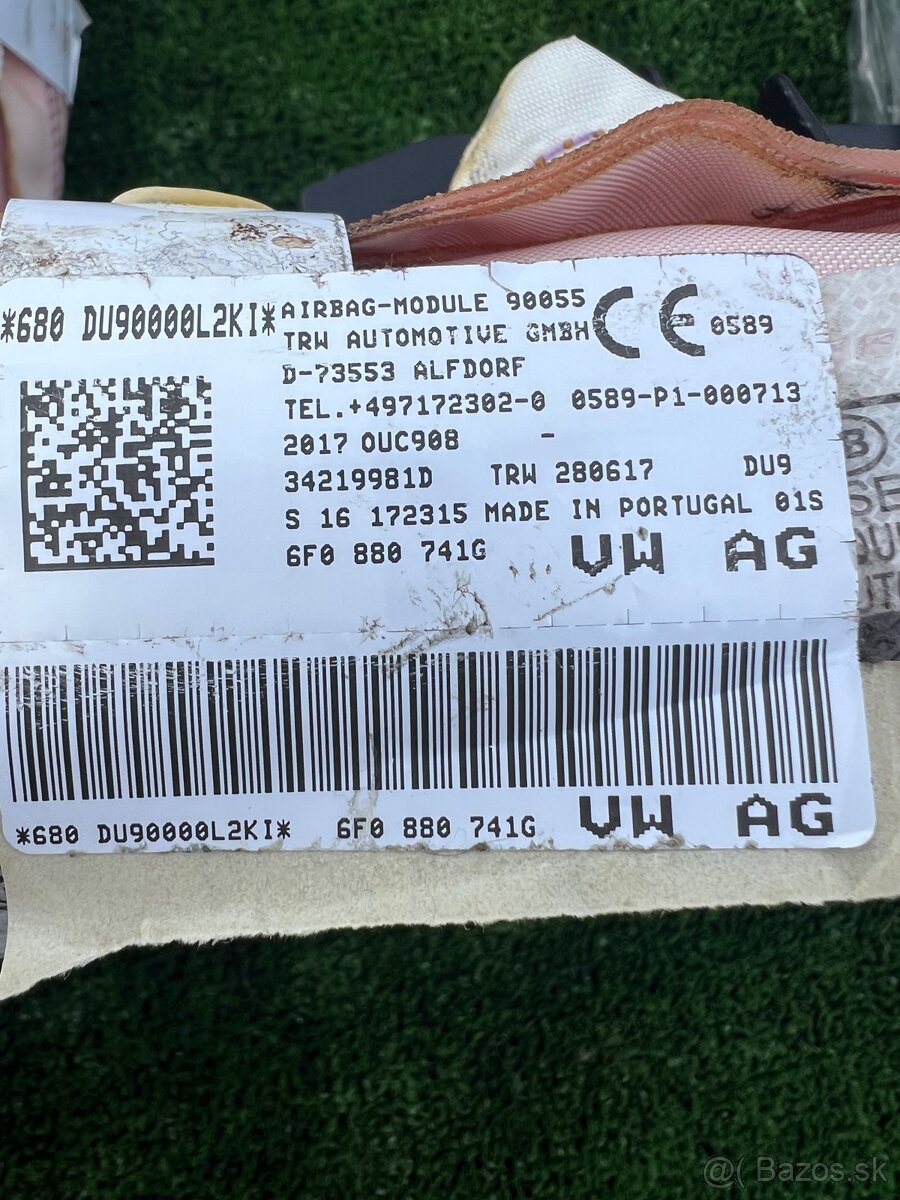 *680 DU90000L2KI*
AIRBAG-MODULE 90055
TRW AUTOMOTIVE GMBH
CE 0589
D-73553 ALFDORF
TEL.+497172302-0 0589-P1-000713
2017 OUC908 -
34219981D TRW 280617 DU9
S 16 172315 MADE IN PORTUGAL 01S
6F0 880 741G VW AG
*680 DU90000L2KI* 6F0 880 741G VW AG
B
@( Bazos.sk